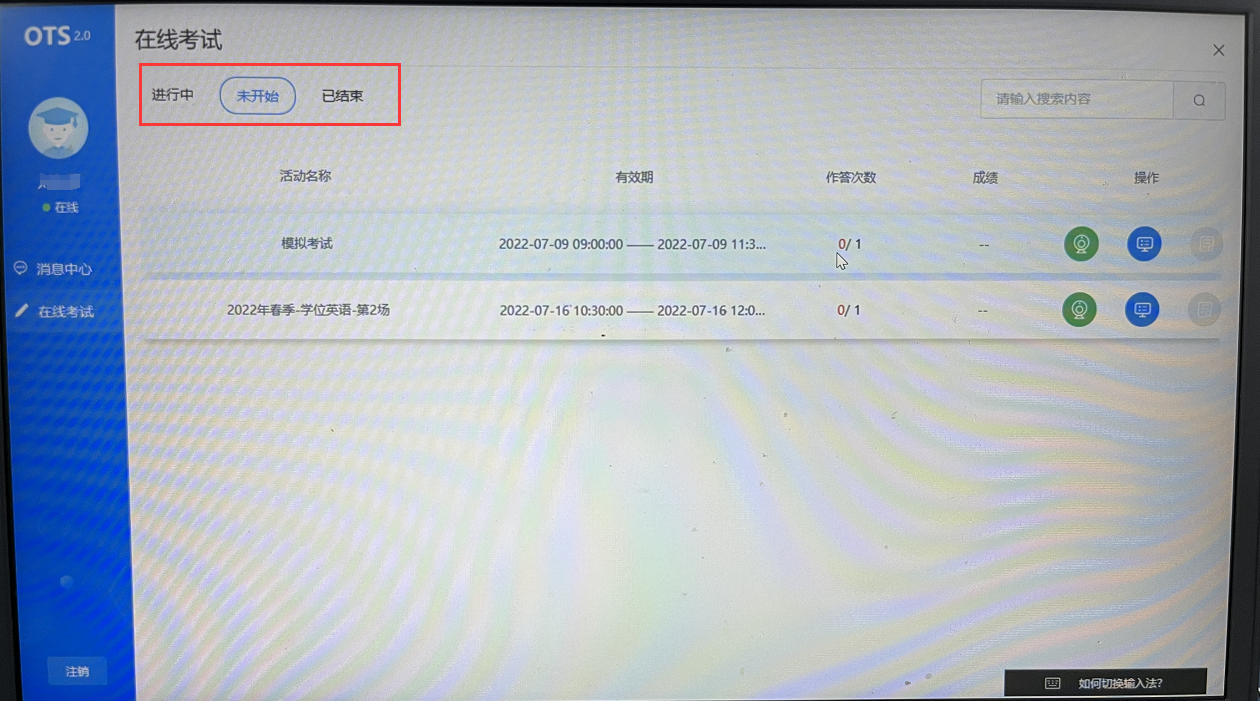 OTS 2.0
在线考试
进行中 未开始 已结束
请输入搜索内容
在线
消息中心
在线考试
活动名称 有效期 作答次数 成绩 操作
模拟考试 2022-07-09 09:00:00 —— 2022-07-09 11:3... 0/ 1 --
2022年春季-学位英语-第2场 2022-07-16 10:30:00 —— 2022-07-16 12:0... 0/ 1 --
注销
如何切换输入法?